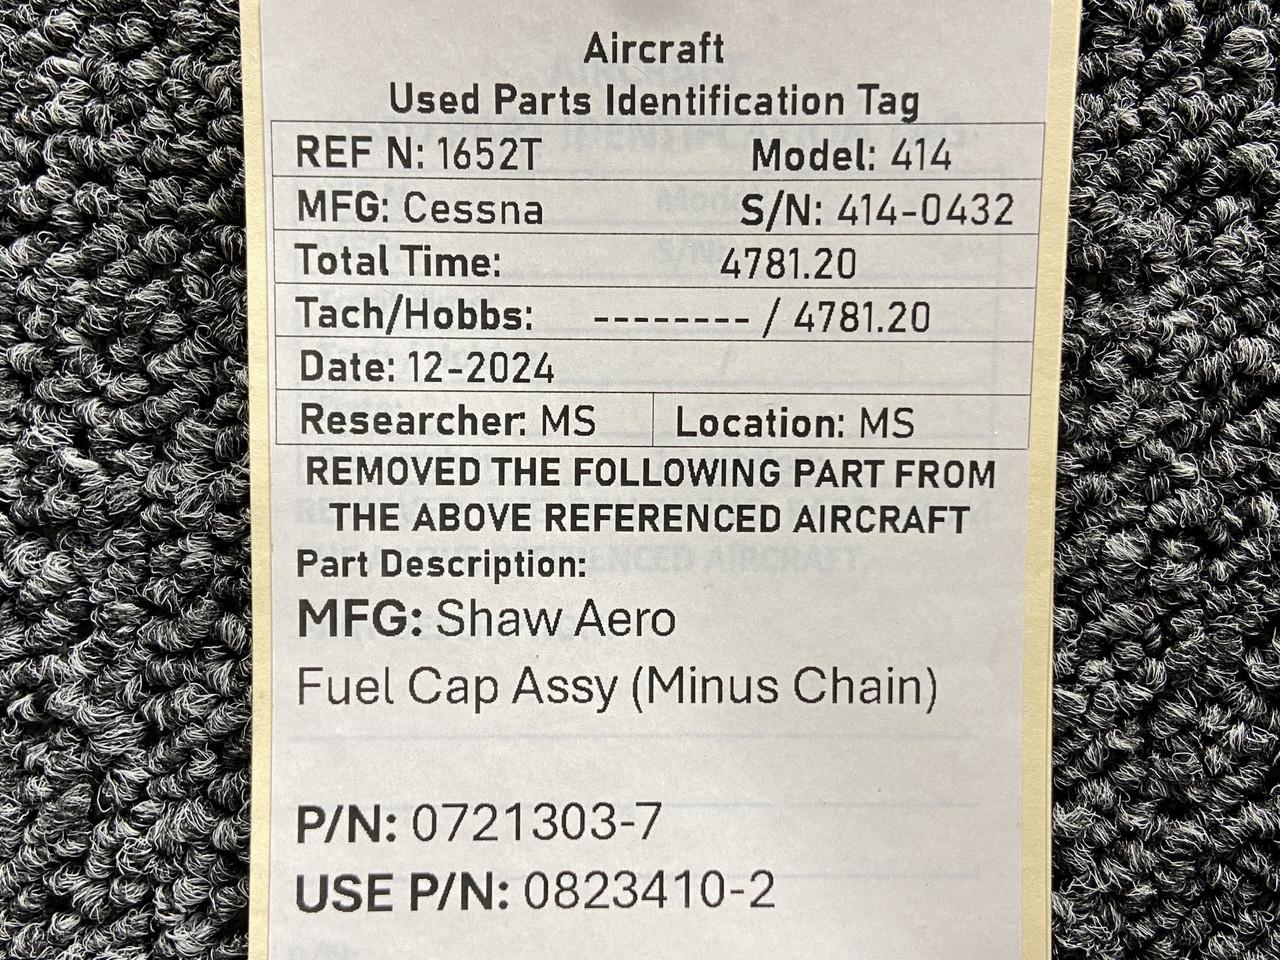 Aircraft
Used Parts Identification Tag
REF N: 1652T Model: 414
MFG: Cessna S/N: 414-0432
Total Time: 4781.20
Tach/Hobbs: -------- / 4781.20
Date: 12-2024
Researcher: MS Location: MS
REMOVED THE FOLLOWING PART FROM
THE ABOVE REFERENCED AIRCRAFT
Part Description:
MFG: Shaw Aero
Fuel Cap Assy (Minus Chain)
P/N: 0721303-7
USE P/N: 0823410-2